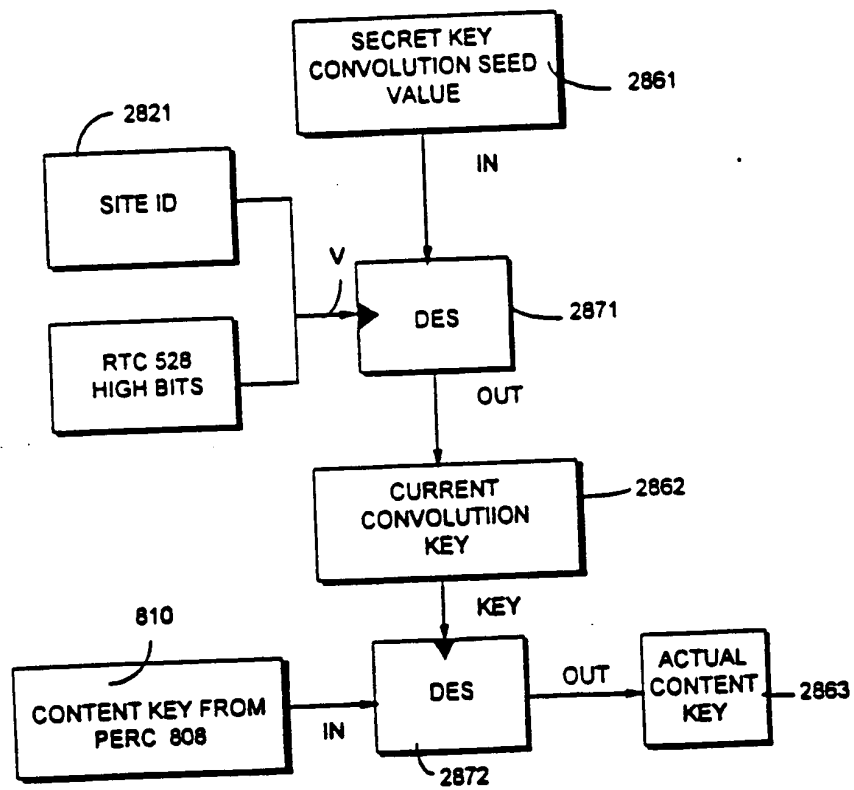 SECRET KEY
CONVOLUTION SEED
VALUE
2861
2821
IN
SITE ID
V
DES
2871
RTC 528
HIGH BITS
OUT
CURRENT
CONVOLUTIION
KEY
2862
KEY
810
CONTENT KEY FROM
PERC 808
IN
DES
2872
OUT
ACTUAL
CONTENT
KEY
2863